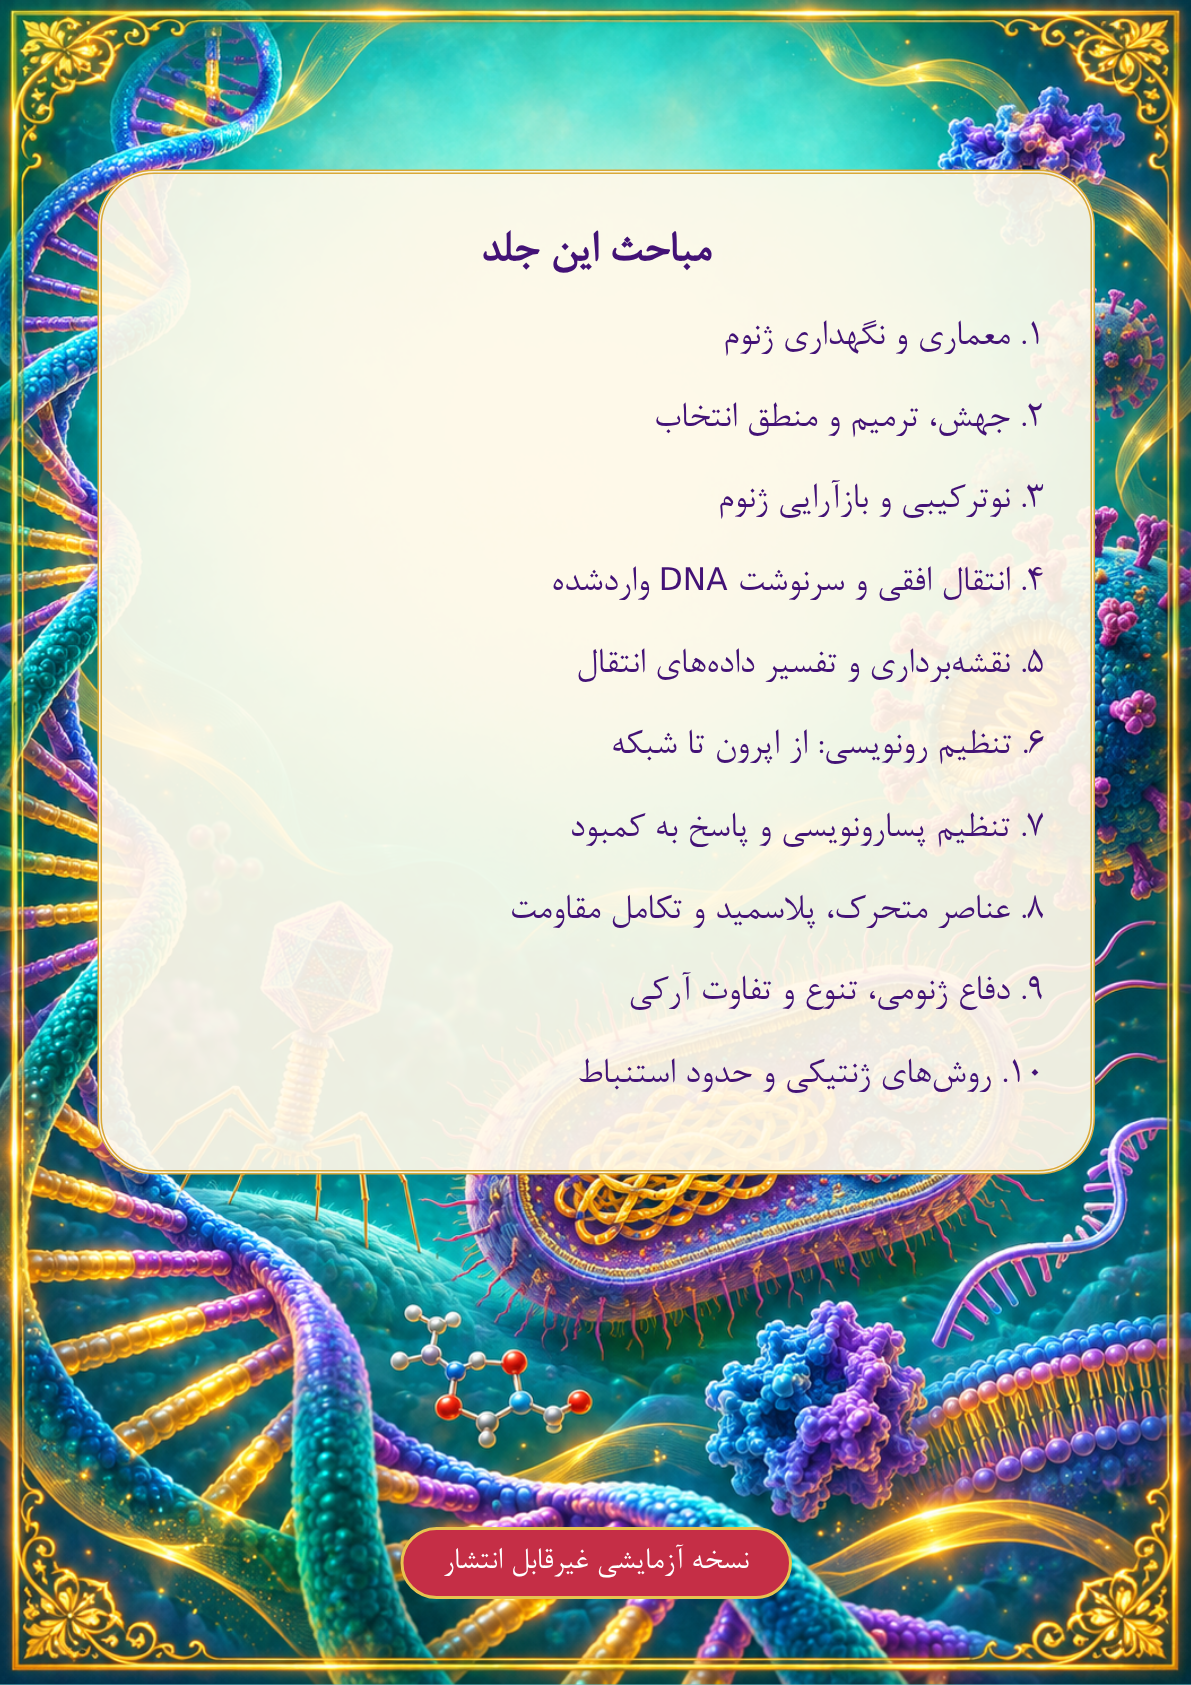 مباحث این جلد
۱. معماری و نگهداری ژنوم
۲. جهش، ترمیم و منطق انتخاب
۳. نوترکیبی و بازآرایی ژنوم
۴. انتقال افقی و سرنوشت DNA واردشده
۵. نقشه‌برداری و تفسیر داده‌های انتقال
۶. تنظیم رونویسی: از اپرون تا شبکه
۷. تنظیم پسارونویسی و پاسخ به کمبود
۸. عناصر متحرک، پلاسمید و تکامل مقاومت
۹. دفاع ژنومی، تنوع و تفاوت آرکی
۱۰. روش‌های ژنتیکی و حدود استنباط
نسخه آزمایشی غیرقابل انتشار